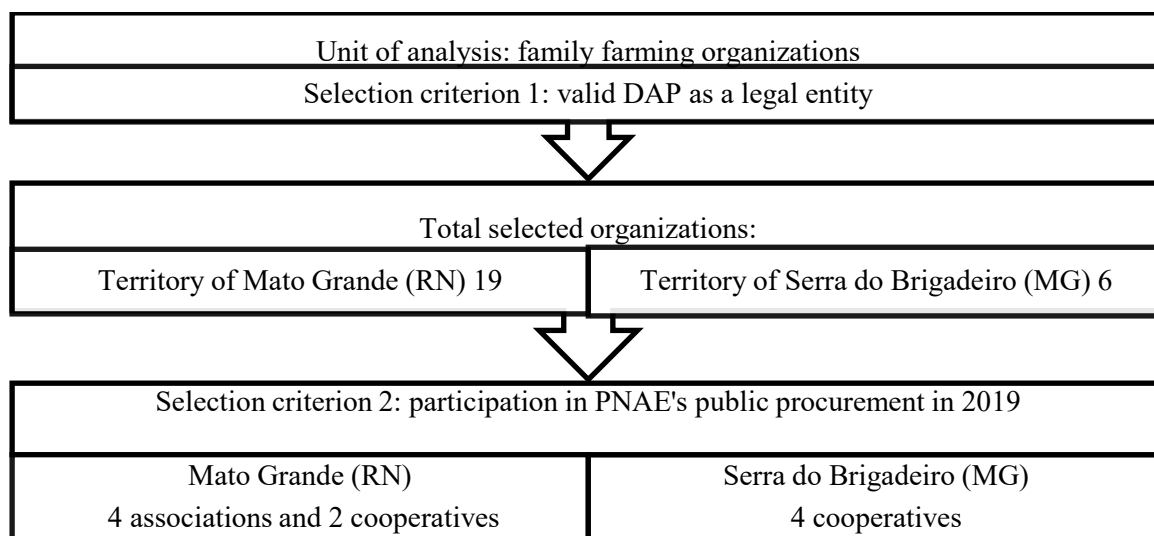 Unit of analysis: family farming organizations
Selection criterion 1: valid DAP as a legal entity
Total selected organizations:
Territory of Mato Grande (RN) 19
Territory of Serra do Brigadeiro (MG) 6
Selection criterion 2: participation in PNAE's public procurement in 2019
Mato Grande (RN)
4 associations and 2 cooperatives
Serra do Brigadeiro (MG)
4 cooperatives